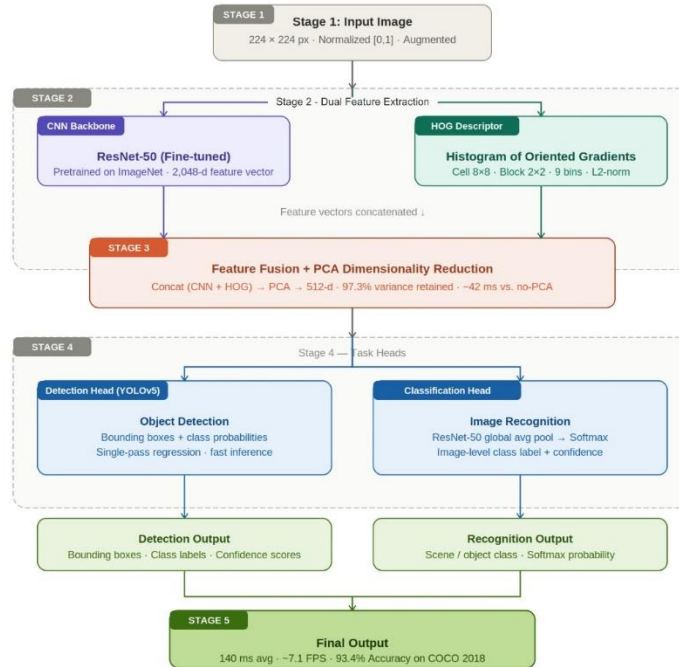 STAGE 1
Stage 1: Input Image
224 × 224 px · Normalized [0,1] · Augmented
STAGE 2
Stage 2 - Dual Feature Extraction
CNN Backbone
ResNet-50 (Fine-tuned)
Pretrained on ImageNet · 2,048-d feature vector
HOG Descriptor
Histogram of Oriented Gradients
Cell 8×8 · Block 2×2 · 9 bins · L2-norm
Feature vectors concatenated ↓
STAGE 3
Feature Fusion + PCA Dimensionality Reduction
Concat (CNN + HOG) → PCA → 512-d · 97.3% variance retained · ~42 ms vs. no-PCA
STAGE 4
Stage 4 — Task Heads
Detection Head (YOLOv5)
Object Detection
Bounding boxes + class probabilities
Single-pass regression · fast inference
Classification Head
Image Recognition
ResNet-50 global avg pool → Softmax
Image-level class label + confidence
Detection Output
Bounding boxes · Class labels · Confidence scores
Recognition Output
Scene / object class · Softmax probability
STAGE 5
Final Output
140 ms avg · ~7.1 FPS · 93.4% Accuracy on COCO 2018